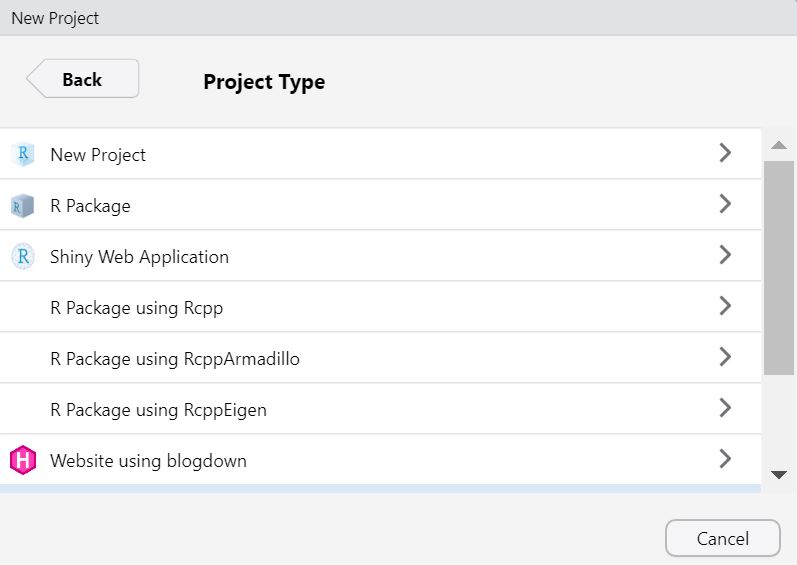 New Project
Back
Project Type
R New Project
R R Package
R Shiny Web Application
R Package using Rcpp
R Package using RcppArmadillo
R Package using RcppEigen
H Website using blogdown
Cancel